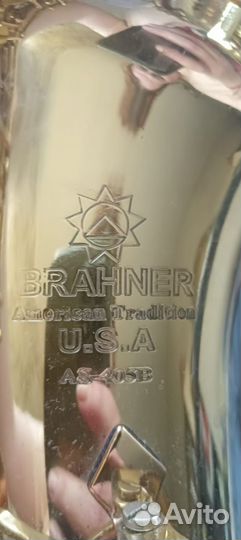 BRAHNER
American Tradition
U.S.A
AS-405B
Avito